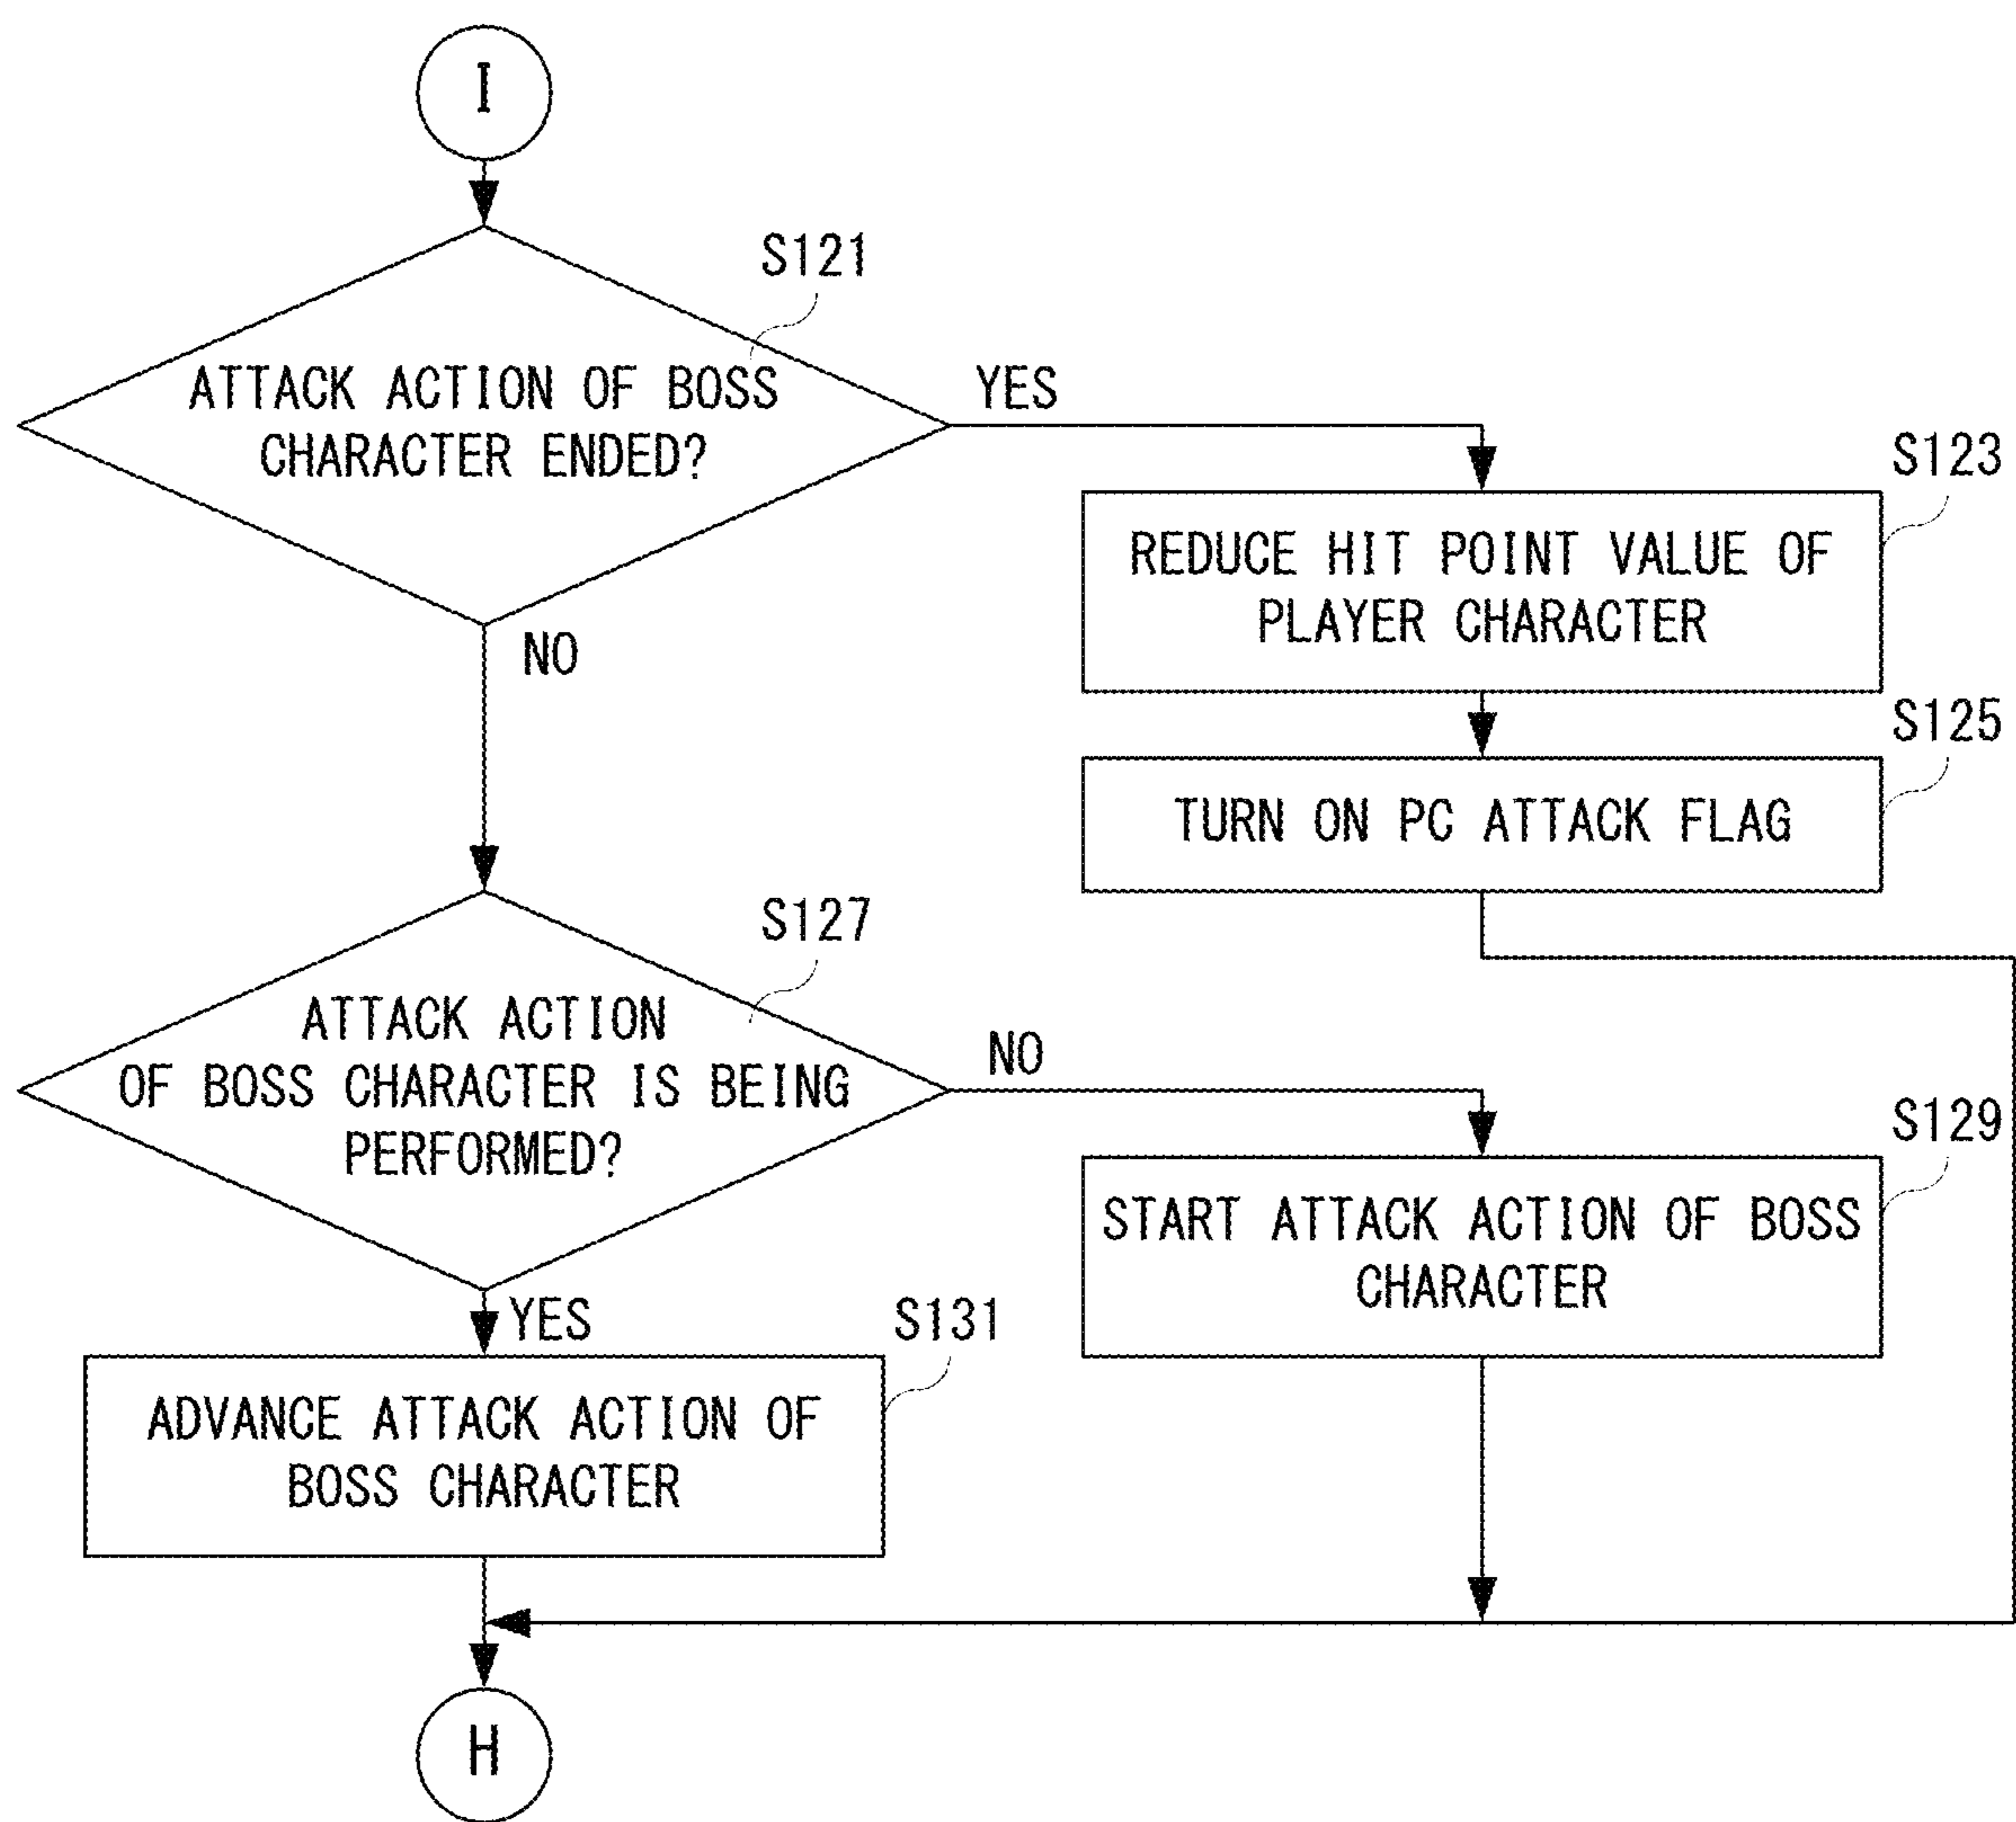 I
S121
ATTACK ACTION OF BOSS
CHARACTER ENDED?
YES
NO
S123
REDUCE HIT POINT VALUE OF
PLAYER CHARACTER
S125
TURN ON PC ATTACK FLAG
S127
ATTACK ACTION
OF BOSS CHARACTER IS BEING
PERFORMED?
NO
YES
S129
START ATTACK ACTION OF BOSS
CHARACTER
S131
ADVANCE ATTACK ACTION OF
BOSS CHARACTER
H